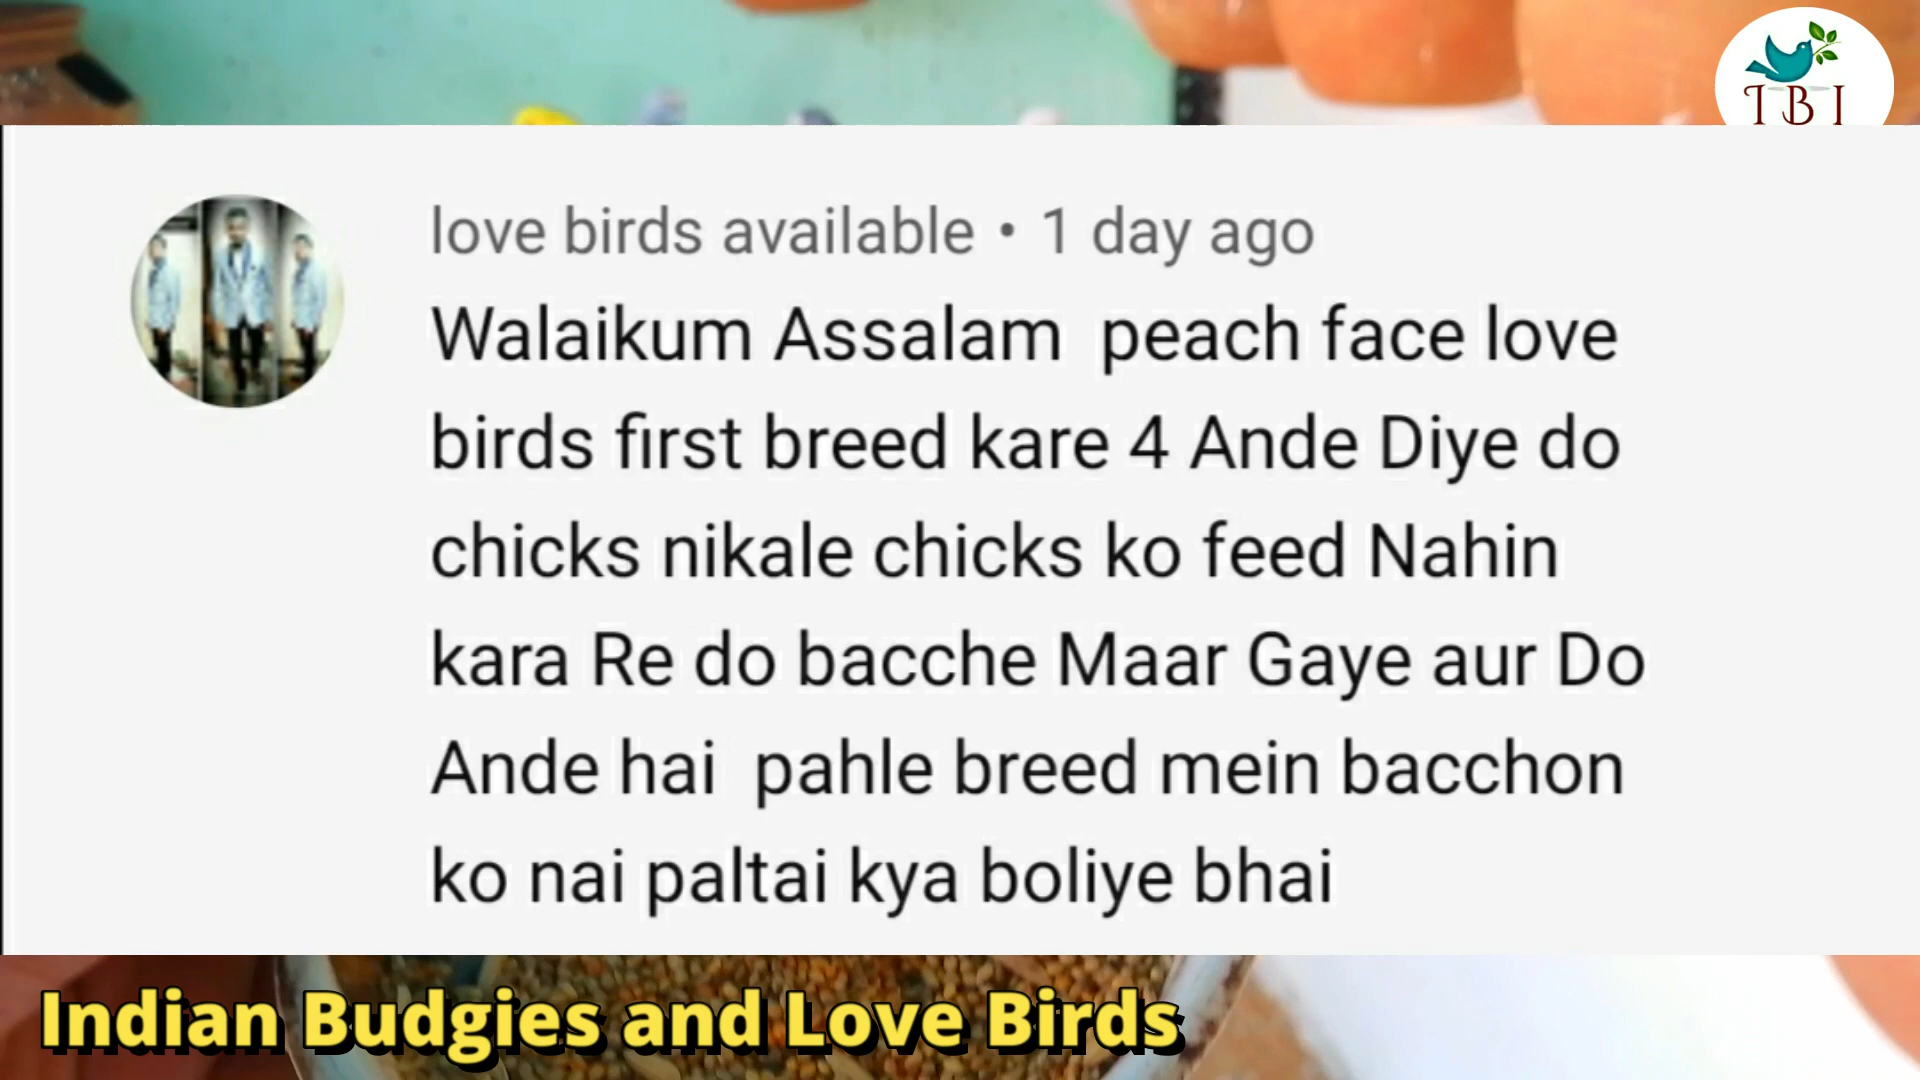 TBI
love birds available • 1 day ago
Walaikum Assalam  peach face love
birds first breed kare 4 Ande Diye do
chicks nikale chicks ko feed Nahin
kara Re do bacche Maar Gaye aur Do
Ande hai  pahle breed mein bacchon
ko nai paltai kya boliye bhai
Indian Budgies and Love Birds